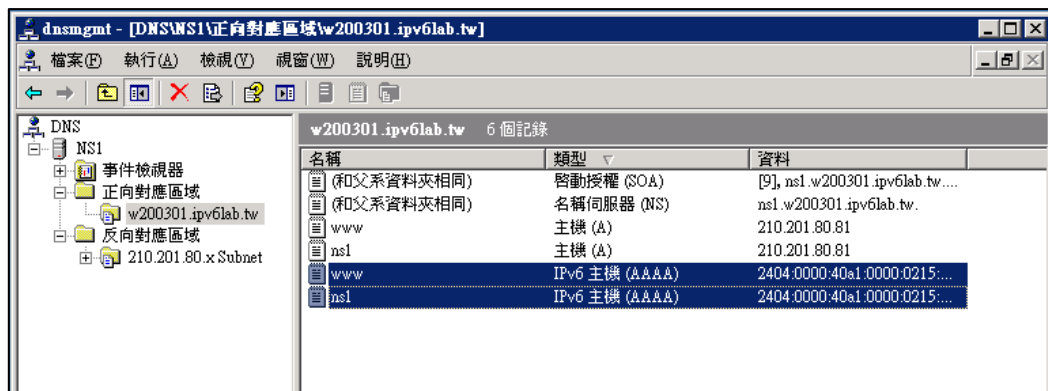 dnsmgmt - [DNS\NS1\正向對應區域\w200301.ipv6lab.tw]
檔案(F) 執行(A) 檢視(V) 視窗(W) 說明(H)
DNS
NS1
事件檢視器
正向對應區域
w200301.ipv6lab.tw
反向對應區域
210.201.80.x Subnet
w200301.ipv6lab.tw 6 個記錄
名稱 類型 資料
(和父系資料夾相同) 啓動授權 (SOA) [9], ns1.w200301.ipv6lab.tw....
(和父系資料夾相同) 名稱伺服器 (NS) ns1.w200301.ipv6lab.tw.
www 主機 (A) 210.201.80.81
ns1 主機 (A) 210.201.80.81
www IPv6 主機 (AAAA) 2404:0000:40a1:0000:0215:...
ns1 IPv6 主機 (AAAA) 2404:0000:40a1:0000:0215:...